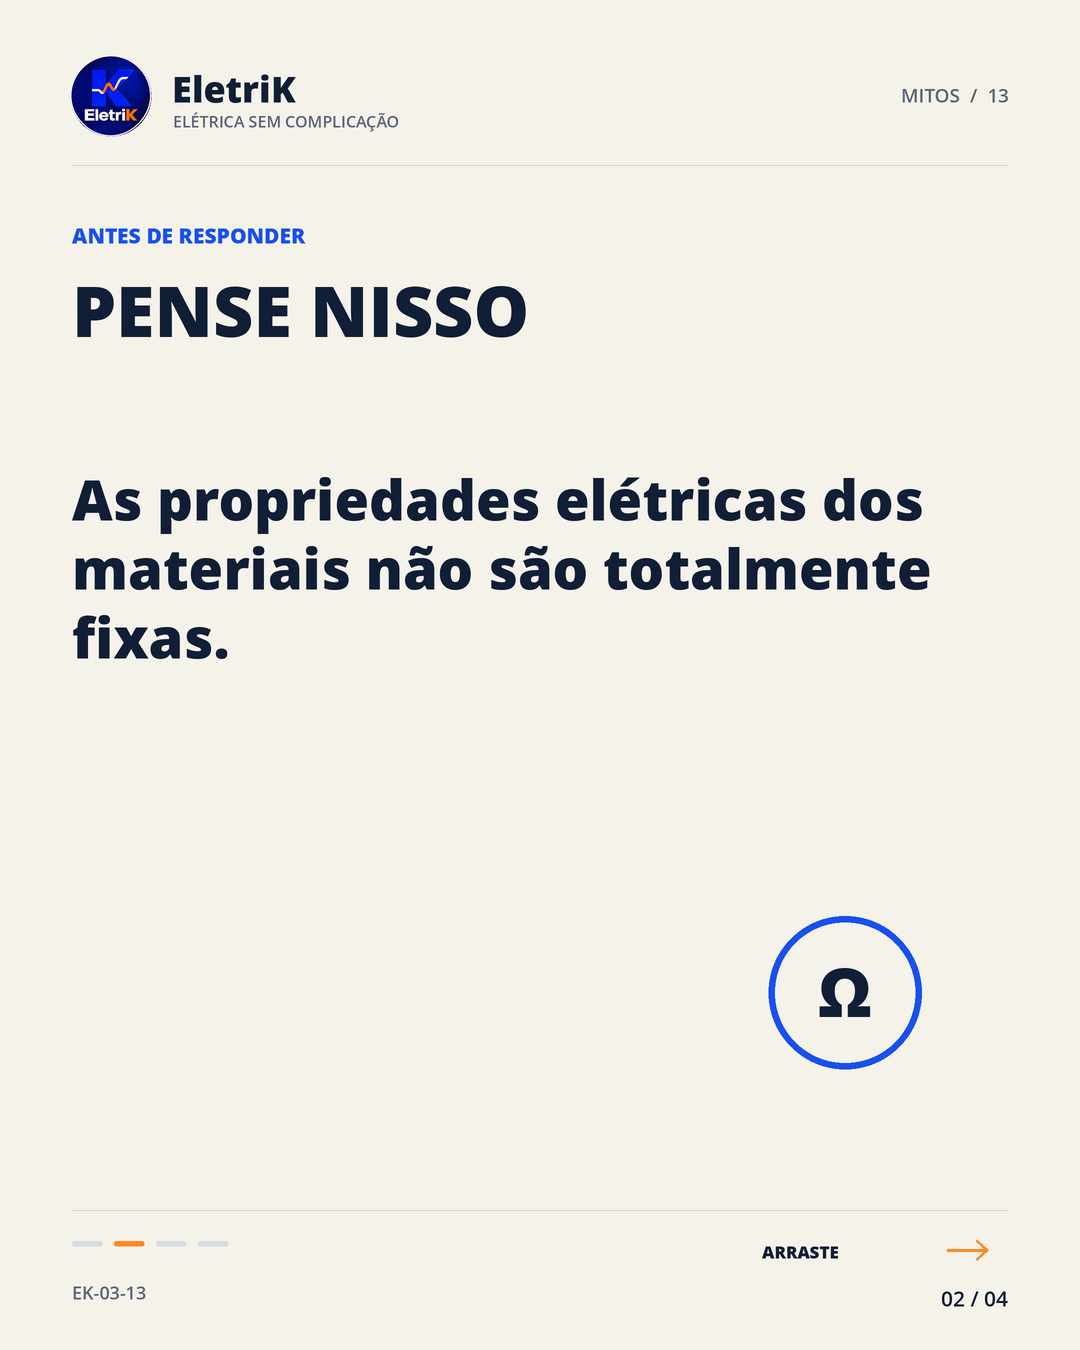 EletriK
EletriK
ELÉTRICA SEM COMPLICAÇÃO
MITOS / 13
ANTES DE RESPONDER
PENSE NISSO
As propriedades elétricas dos
materiais não são totalmente
fixas.
Ω
ARRASTE
EK-03-13
02 / 04